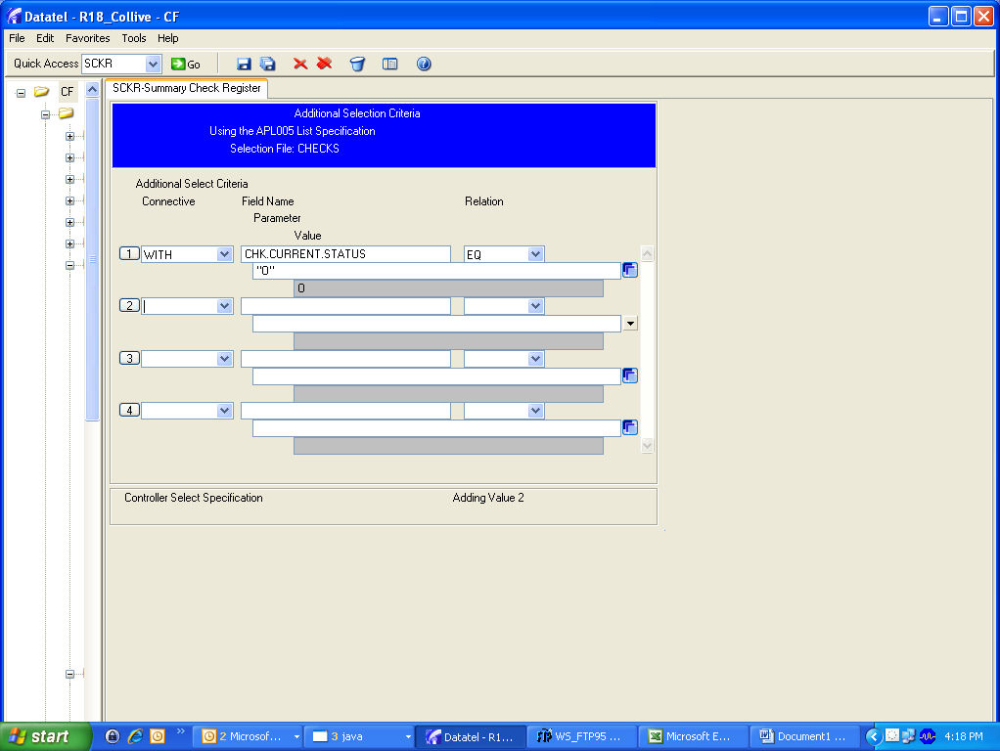 Datatel - R18_Collive - CF
File Edit Favorites Tools Help
Quick Access SCKR Go
CF
SCKR-Summary Check Register
Additional Selection Criteria
Using the APL005 List Specification
Selection File: CHECKS
Additional Select Criteria
Connective Field Name Relation
Parameter
Value
1 WITH CHK.CURRENT.STATUS EQ
"O"
O
2
3
4
Controller Select Specification Adding Value 2
start 2 Microsof... 3 java Datatel - R1... WS_FTP95 ... Microsoft E... Document1 ... 4:18 PM